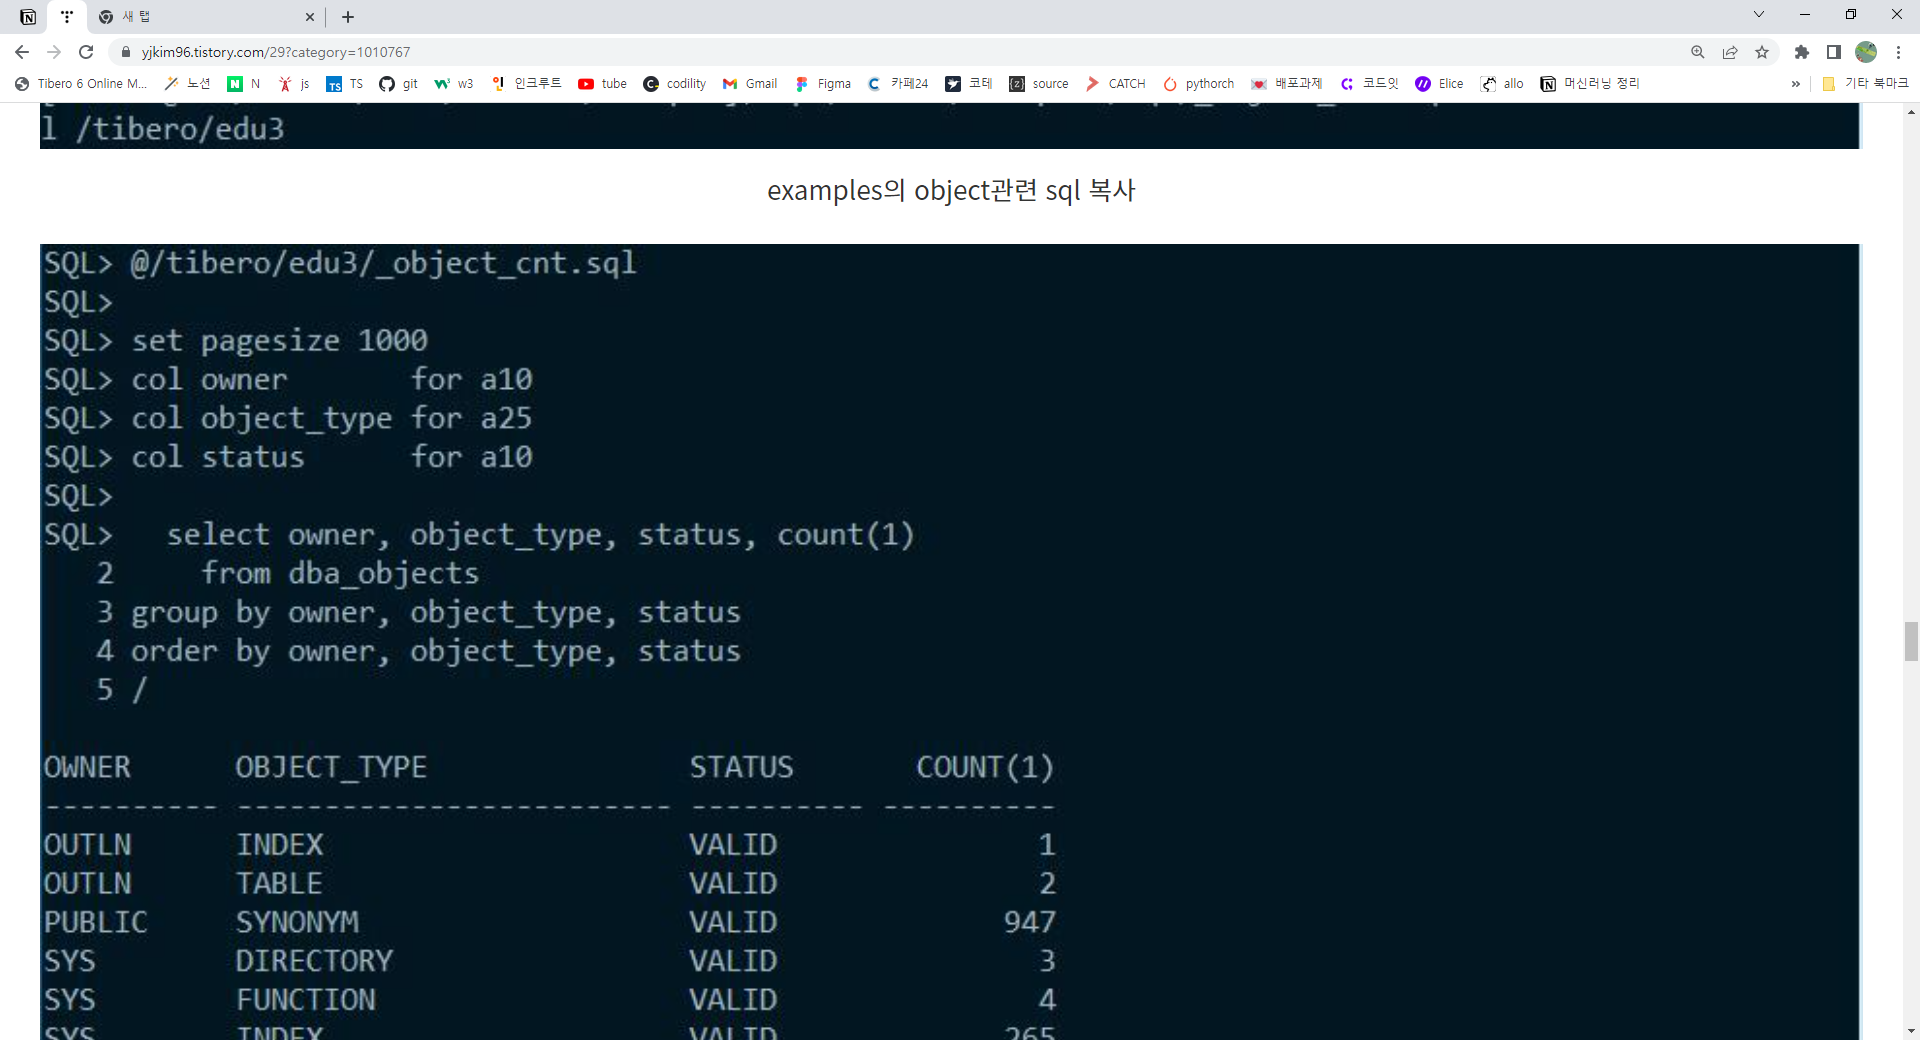 새 탭
yjkim96.tistory.com/29?category=1010767
Tibero 6 Online M... 노션 N js TS git w3 인크루트 tube codility Gmail Figma 카페24 코테 source CATCH pythorch 배포과제 코드잇 Elice allo 머신러닝 정리 » 기타 북마크
l /tibero/edu3
examples의 object관련 sql 복사
SQL> @/tibero/edu3/_object_cnt.sql
SQL>
SQL> set pagesize 1000
SQL> col owner       for a10
SQL> col object_type for a25
SQL> col status      for a10
SQL>
SQL>   select owner, object_type, status, count(1)
   2     from dba_objects
   3 group by owner, object_type, status
   4 order by owner, object_type, status
   5 /
OWNER      OBJECT_TYPE               STATUS       COUNT(1)
---------- ------------------------- ---------- ----------
OUTLN      INDEX                     VALID               1
OUTLN      TABLE                     VALID               2
PUBLIC     SYNONYM                   VALID             947
SYS        DIRECTORY                 VALID               3
SYS        FUNCTION                  VALID               4
SYS        INDEX                     VALID             265